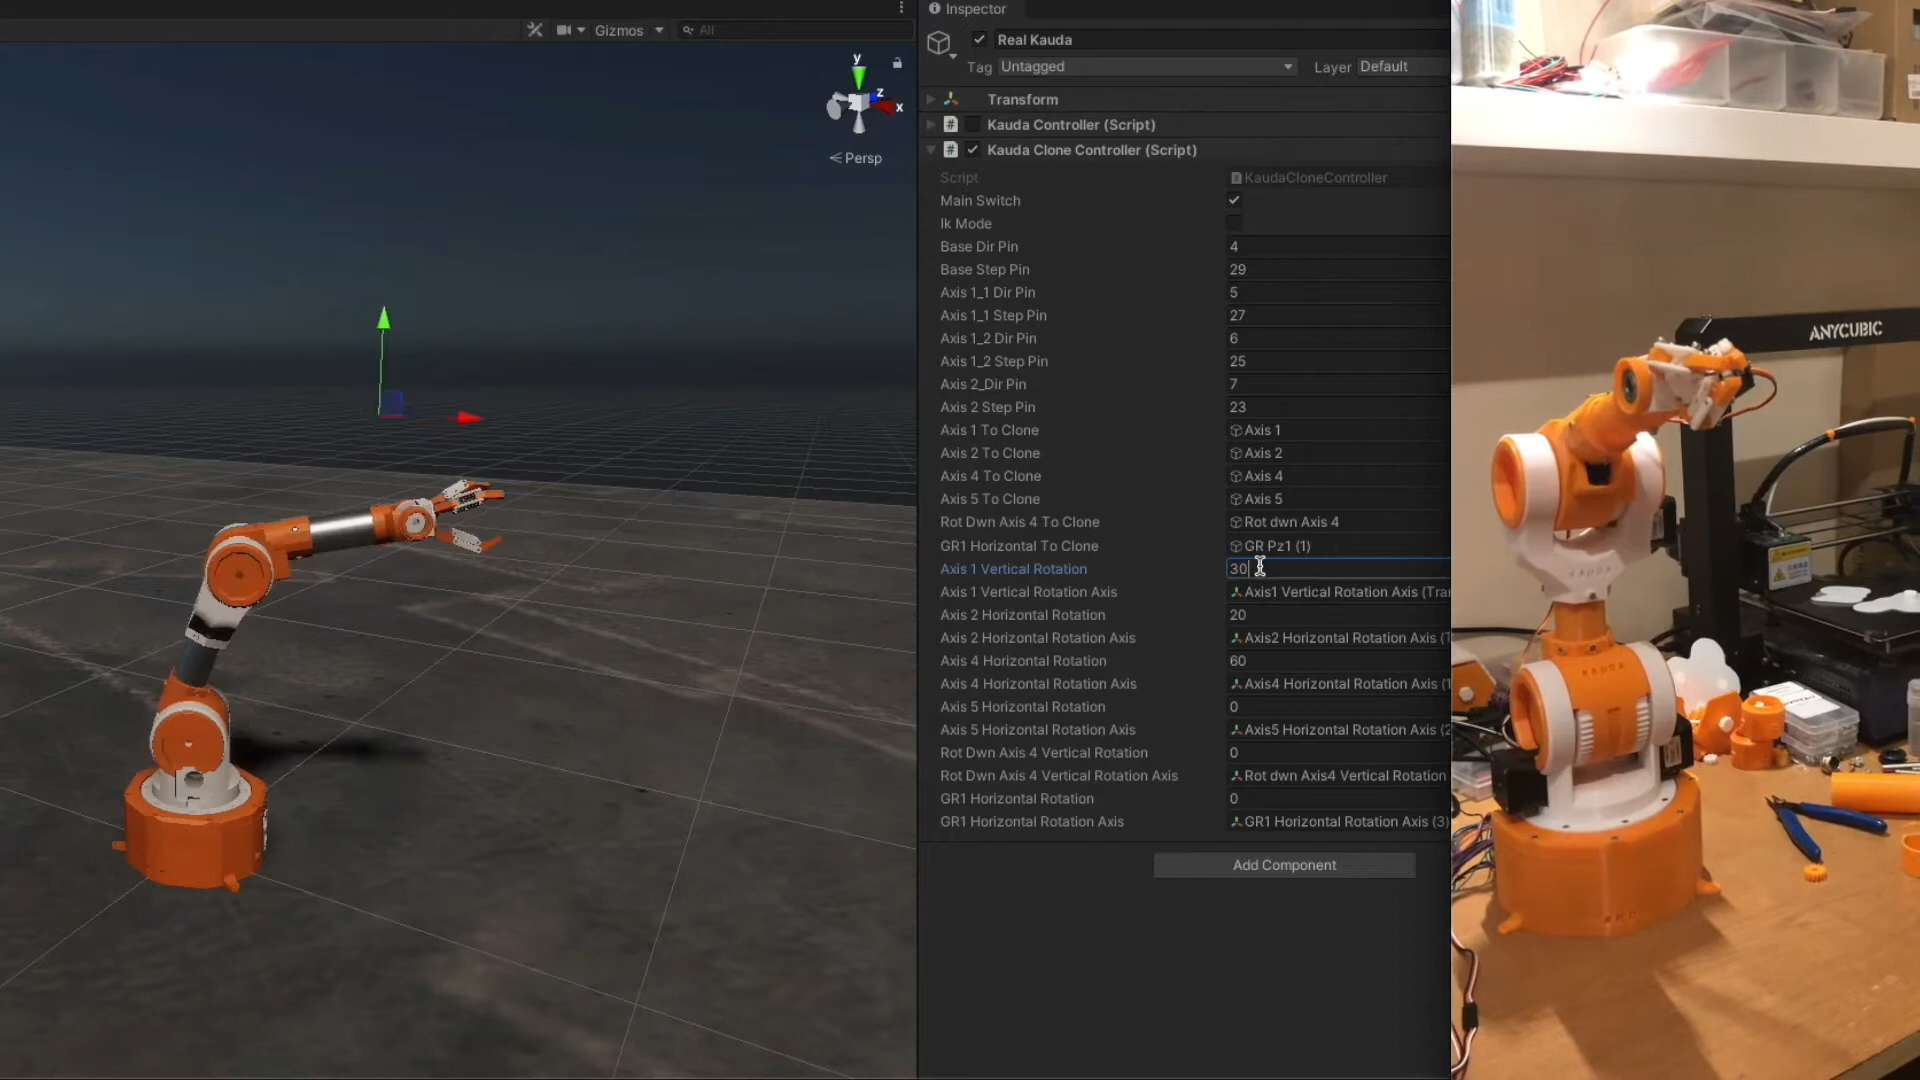 Gizmos
All
y
z
x
Persp
Inspector
Real Kauda
Tag Untagged Layer Default
Transform
# Kauda Controller (Script)
# Kauda Clone Controller (Script)
Script KaudaCloneController
Main Switch
Ik Mode
Base Dir Pin 4
Base Step Pin 29
Axis 1_1 Dir Pin 5
Axis 1_1 Step Pin 27
Axis 1_2 Dir Pin 6
Axis 1_2 Step Pin 25
Axis 2_Dir Pin 7
Axis 2 Step Pin 23
Axis 1 To Clone Axis 1
Axis 2 To Clone Axis 2
Axis 4 To Clone Axis 4
Axis 5 To Clone Axis 5
Rot Dwn Axis 4 To Clone Rot dwn Axis 4
GR1 Horizontal To Clone GR Pz1 (1)
Axis 1 Vertical Rotation 30
Axis 1 Vertical Rotation Axis Axis1 Vertical Rotation Axis (Tra
Axis 2 Horizontal Rotation 20
Axis 2 Horizontal Rotation Axis Axis2 Horizontal Rotation Axis (
Axis 4 Horizontal Rotation 60
Axis 4 Horizontal Rotation Axis Axis4 Horizontal Rotation Axis (
Axis 5 Horizontal Rotation 0
Axis 5 Horizontal Rotation Axis Axis5 Horizontal Rotation Axis (2
Rot Dwn Axis 4 Vertical Rotation 0
Rot Dwn Axis 4 Vertical Rotation Axis Rot dwn Axis4 Vertical Rotation
GR1 Horizontal Rotation 0
GR1 Horizontal Rotation Axis GR1 Horizontal Rotation Axis (3)
Add Component
ANYCUBIC
KAUDA
KAUDA